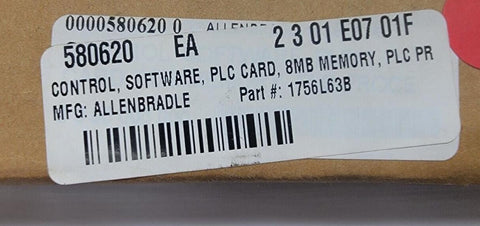 0000580620 0 ALLENBRADLE
580620 EA 2 3 01 E07 01F
CONTROL, SOFTWARE, PLC CARD, 8MB MEMORY, PLC PR
MFG: ALLENBRADLE Part #: 1756L63B